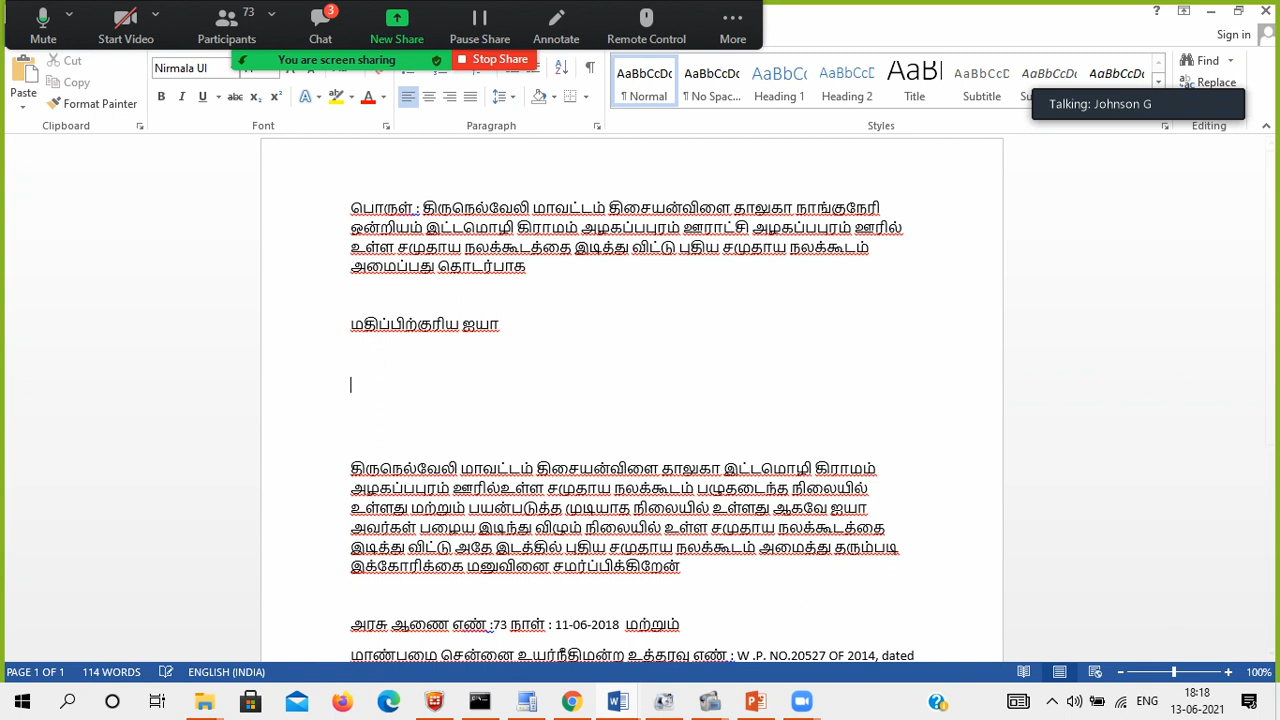 73
3
Mute
Start Video
Participants
Chat
New Share
Pause Share
Annotate
Remote Control
More
You are screen sharing
Stop Share
Sign in
Cut
Copy
Paste
Format Painter
Nirmala UI
AaBbCcDc
AaBbCcDc
AaBbCc
AaBbCcC
AaBbCcD
¶ Normal
¶ No Spac...
Heading 1
Heading 2
Title
Subtitle
Find
Replace
Talking: Johnson G
Clipboard
Font
Paragraph
Styles
Editing
பொருள் : திருநெல்வேலி மாவட்டம் திசையன்விளை தாலுகா நாங்குநேரி
ஒன்றியம் இட்டமொழி கிராமம் அழகப்பபுரம் ஊராட்சி அழகப்பபுரம் ஊரில்
உள்ள சமுதாய நலக்கூடத்தை இடித்து விட்டு புதிய சமுதாய நலக்கூடம்
அமைப்பது தொடர்பாக
மதிப்பிற்குரிய ஐயா
திருநெல்வேலி மாவட்டம் திசையன்விளை தாலுகா இட்டமொழி கிராமம்
அழகப்பபுரம் ஊரில்உள்ள சமுதாய நலக்கூடம் பழுதடைந்த நிலையில்
உள்ளது மற்றும் பயன்படுத்த முடியாத நிலையில் உள்ளது ஆகவே ஐயா
அவர்கள் பழைய இடிந்து விழும் நிலையில் உள்ள சமுதாய நலக்கூடத்தை
இடித்து விட்டு அதே இடத்தில் புதிய சமுதாய நலக்கூடம் அமைத்து தரும்படி
இக்கோரிக்கை மனுவினை சமர்ப்பிக்கிறேன்
அரசு ஆணை எண் :73 நாள் : 11-06-2018 மற்றும்
மாண்பமை சென்னை உயர்நீதிமன்ற உத்தரவு எண் : W .P. NO.20527 OF 2014, dated
PAGE 1 OF 1
114 WORDS
ENGLISH (INDIA)
100%
ENG
18:18
13-06-2021